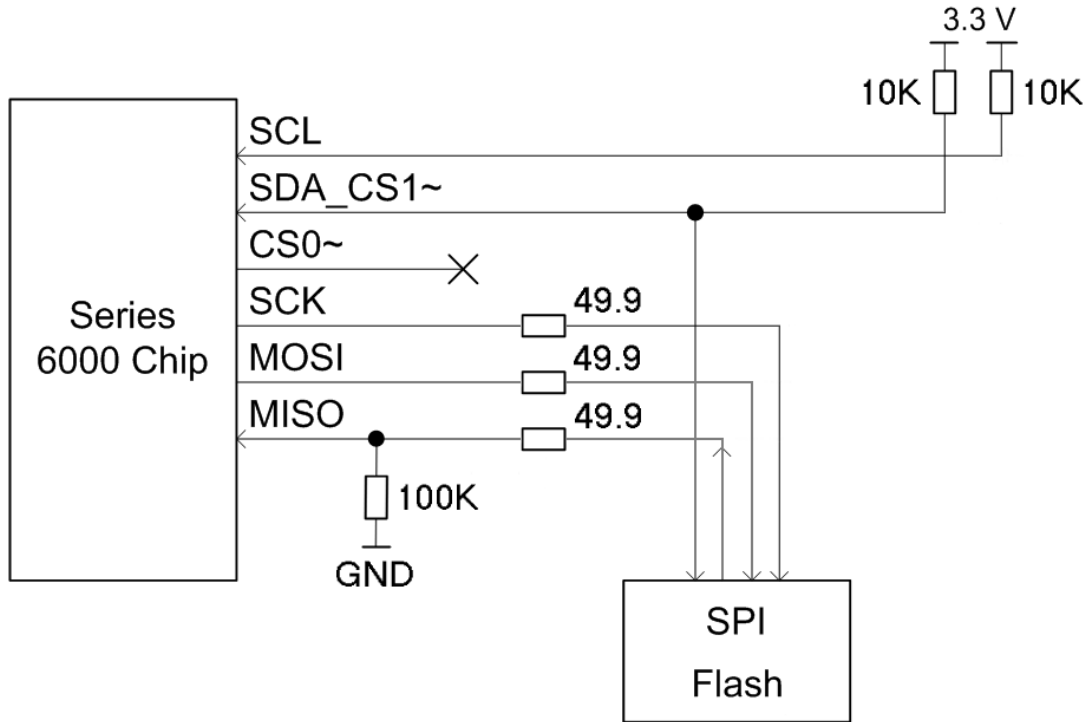 3.3 V
10K
10K
SCL
SDA_CS1~
CS0~
SCK
49.9
Series
6000 Chip
MOSI
49.9
MISO
49.9
100K
GND
SPI
Flash